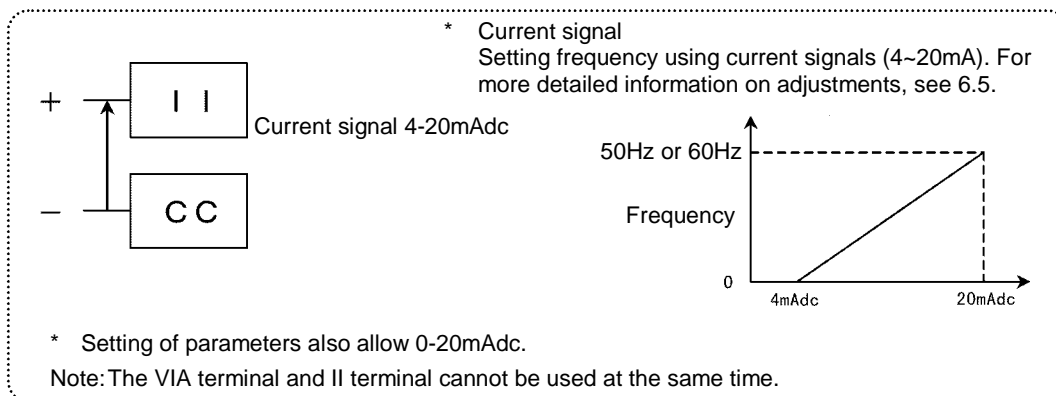 * Current signal
Setting frequency using current signals (4~20mA). For
more detailed information on adjustments, see 6.5.
+ I I
Current signal 4-20mAdc
− C C
50Hz or 60Hz
Frequency
0
4mAdc 20mAdc
* Setting of parameters also allow 0-20mAdc.
Note: The VIA terminal and II terminal cannot be used at the same time.